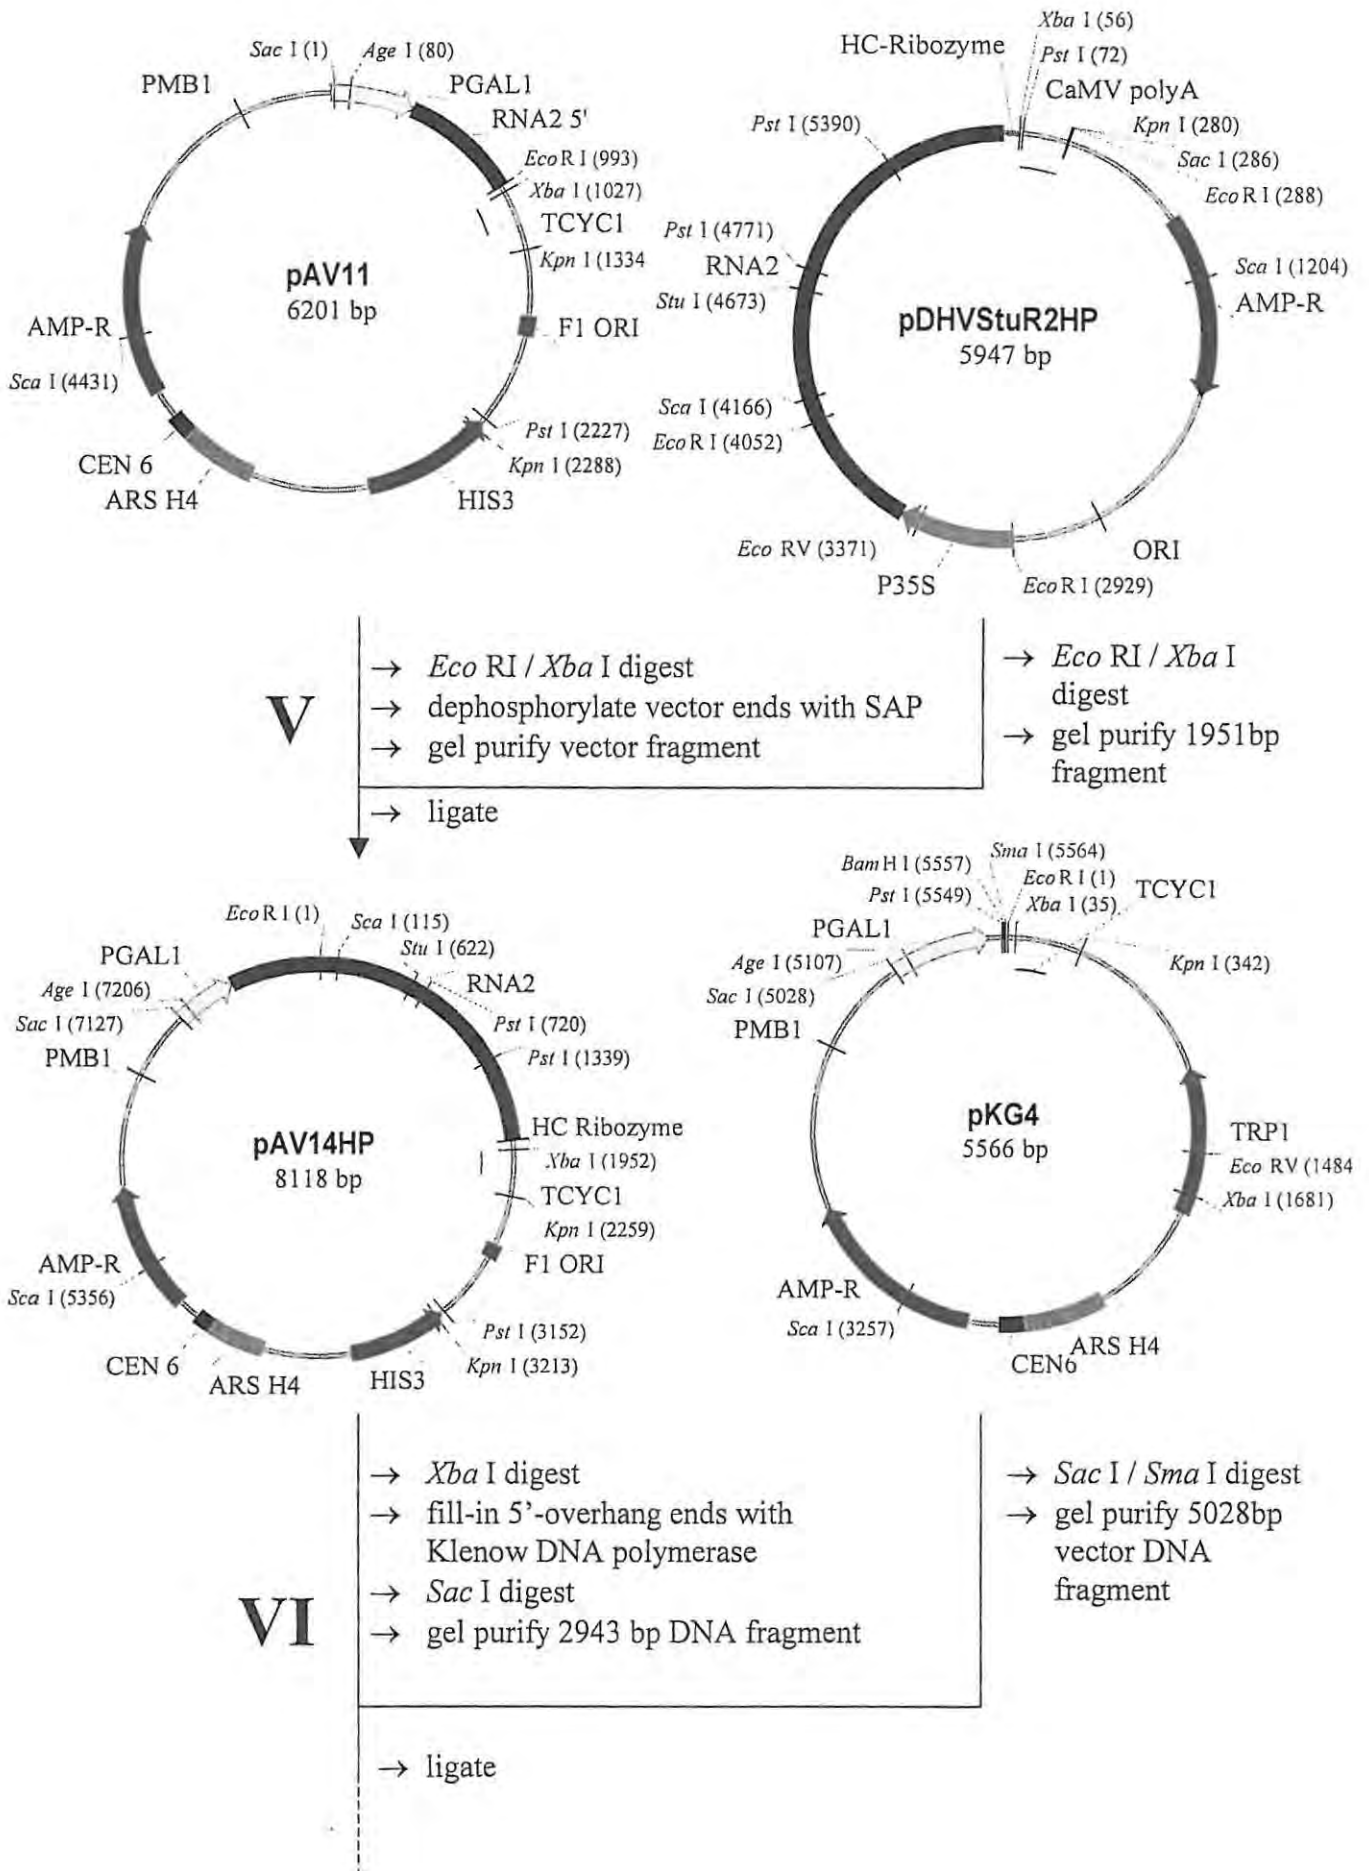 Sac I (1)
Age I (80)
PMB1
PGAL1
RNA2 5'
EcoR I (993)
Xba I (1027)
TCYC1
Kpn I (1334
pAV11
6201 bp
F1 ORI
AMP-R
Sca I (4431)
Pst I (2227)
Kpn I (2288)
CEN 6
ARS H4
HIS3
Xba I (56)
HC-Ribozyme
Pst I (72)
CaMV polyA
Pst I (5390)
Kpn I (280)
Sac I (286)
EcoR I (288)
Pst I (4771)
RNA2
Stu I (4673)
Sca I (1204)
AMP-R
pDHVStuR2HP
5947 bp
Sca I (4166)
EcoR I (4052)
Eco RV (3371)
ORI
P35S
EcoR I (2929)
V
→ Eco RI / Xba I digest
→ dephosphorylate vector ends with SAP
→ gel purify vector fragment
→ Eco RI / Xba I
digest
→ gel purify 1951bp
fragment
→ ligate
EcoR I (1)
Sca I (115)
Stu I (622)
PGAL1
RNA2
Age I (7206)
Sac I (7127)
Pst I (720)
PMB1
Pst I (1339)
pAV14HP
8118 bp
HC Ribozyme
Xba I (1952)
TCYC1
Kpn I (2259)
F1 ORI
AMP-R
Sca I (5356)
Pst I (3152)
Kpn I (3213)
CEN 6
ARS H4
HIS3
Sma I (5564)
BamH I (5557)
EcoR I (1)
Pst I (5549)
TCYC1
Xba I (35)
PGAL1
Age I (5107)
Kpn I (342)
Sac I (5028)
PMB1
pKG4
5566 bp
TRP1
Eco RV (1484
Xba I (1681)
AMP-R
Sca I (3257)
ARS H4
CEN6
VI
→ Xba I digest
→ fill-in 5'-overhang ends with
Klenow DNA polymerase
→ Sac I digest
→ gel purify 2943 bp DNA fragment
→ Sac I / Sma I digest
→ gel purify 5028bp
vector DNA
fragment
→ ligate